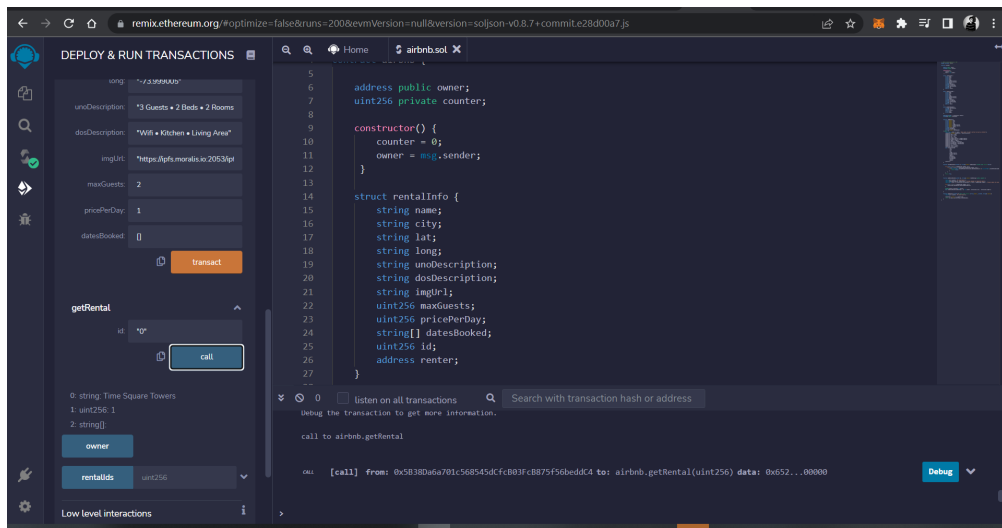 remix.ethereum.org/#optimize=false&runs=200&evmVersion=null&version=soljson-v0.8.7+commit.e28d00a7.js
DEPLOY & RUN TRANSACTIONS
long: "-73.999005"
unoDescription: "3 Guests • 2 Beds • 2 Rooms
dosDescription: "Wifi • Kitchen • Living Area"
imgUrl: "https://ipfs.moralis.io:2053/ip
maxGuests: 2
pricePerDay: 1
datesBooked: []
transact
getRental
id: "0"
call
0: string: Time Square Towers
1: uint256: 1
2: string[]:
owner
rentalIds uint256
Low level interactions i
Home airbnb.sol
5
6 address public owner;
7 uint256 private counter;
8
9 constructor() {
10 counter = 0;
11 owner = msg.sender;
12 }
13
14 struct rentalInfo {
15 string name;
16 string city;
17 string lat;
18 string long;
19 string unoDescription;
20 string dosDescription;
21 string imgUrl;
22 uint256 maxGuests;
23 uint256 pricePerDay;
24 string[] datesBooked;
25 uint256 id;
26 address renter;
27 }
0 listen on all transactions Search with transaction hash or address
Debug the transaction to get more information.
call to airbnb.getRental
CALL [call] from: 0x5B38Da6a701c568545dCfcB03FcB875f56beddC4 to: airbnb.getRental(uint256) data: 0x652...00000 Debug
>